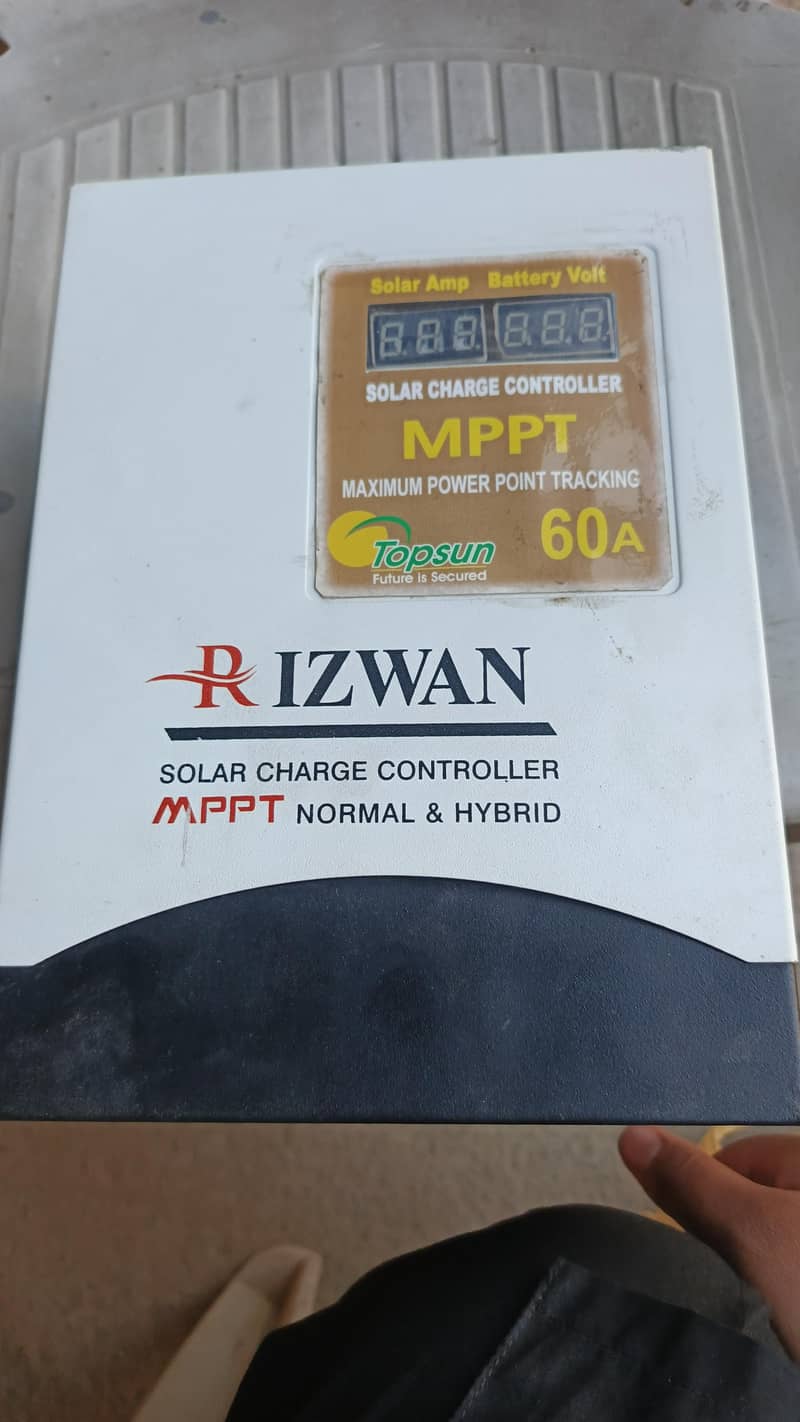 Solar Amp Battery Volt
SOLAR CHARGE CONTROLLER
MPPT
MAXIMUM POWER POINT TRACKING
Topsun
Future is Secured
60A
RIZWAN
SOLAR CHARGE CONTROLLER
MPPT NORMAL & HYBRID